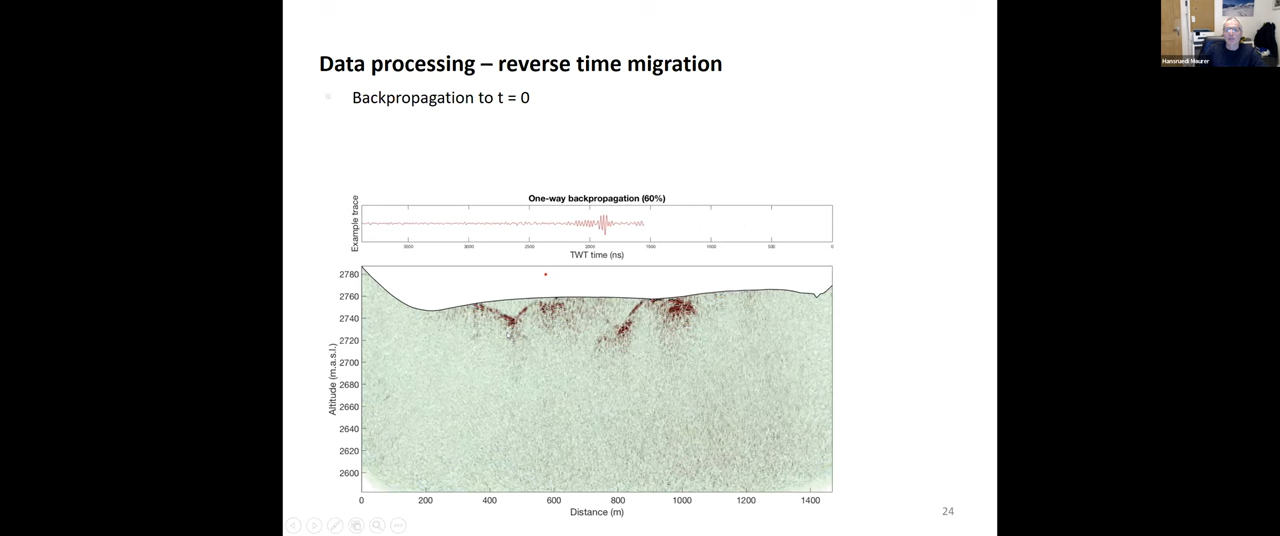 Data processing – reverse time migration
Hansruedi Maurer
Backpropagation to t = 0
One-way backpropagation (60%)
Example trace
3500 3000 2500 2000 1500 1000 500 0
TWT time (ns)
2780
2760
2740
2720
2700
2680
2660
2640
2620
2600
Altitude (m.a.s.l.)
0 200 400 600 800 1000 1200 1400
Distance (m)
24